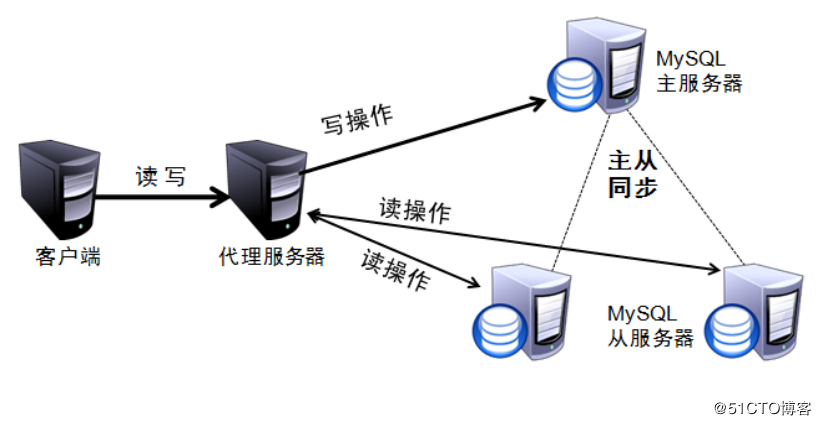 MySQL
主服务器
写操作
读 写
主从
同步
读操作
读操作
客户端
代理服务器
MySQL
从服务器
@51CTO博客